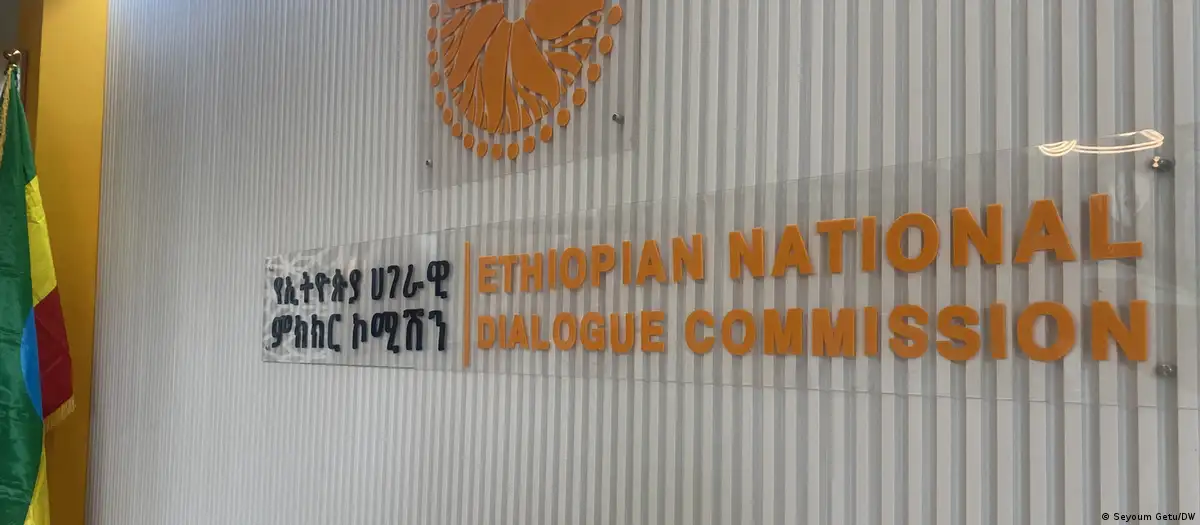 የኢትዮጵያ ሀገራዊ
ምክክር ኮሚሽን
ETHIOPIAN NATIONAL
DIALOGUE COMMISSION
© Seyoum Getu/DW